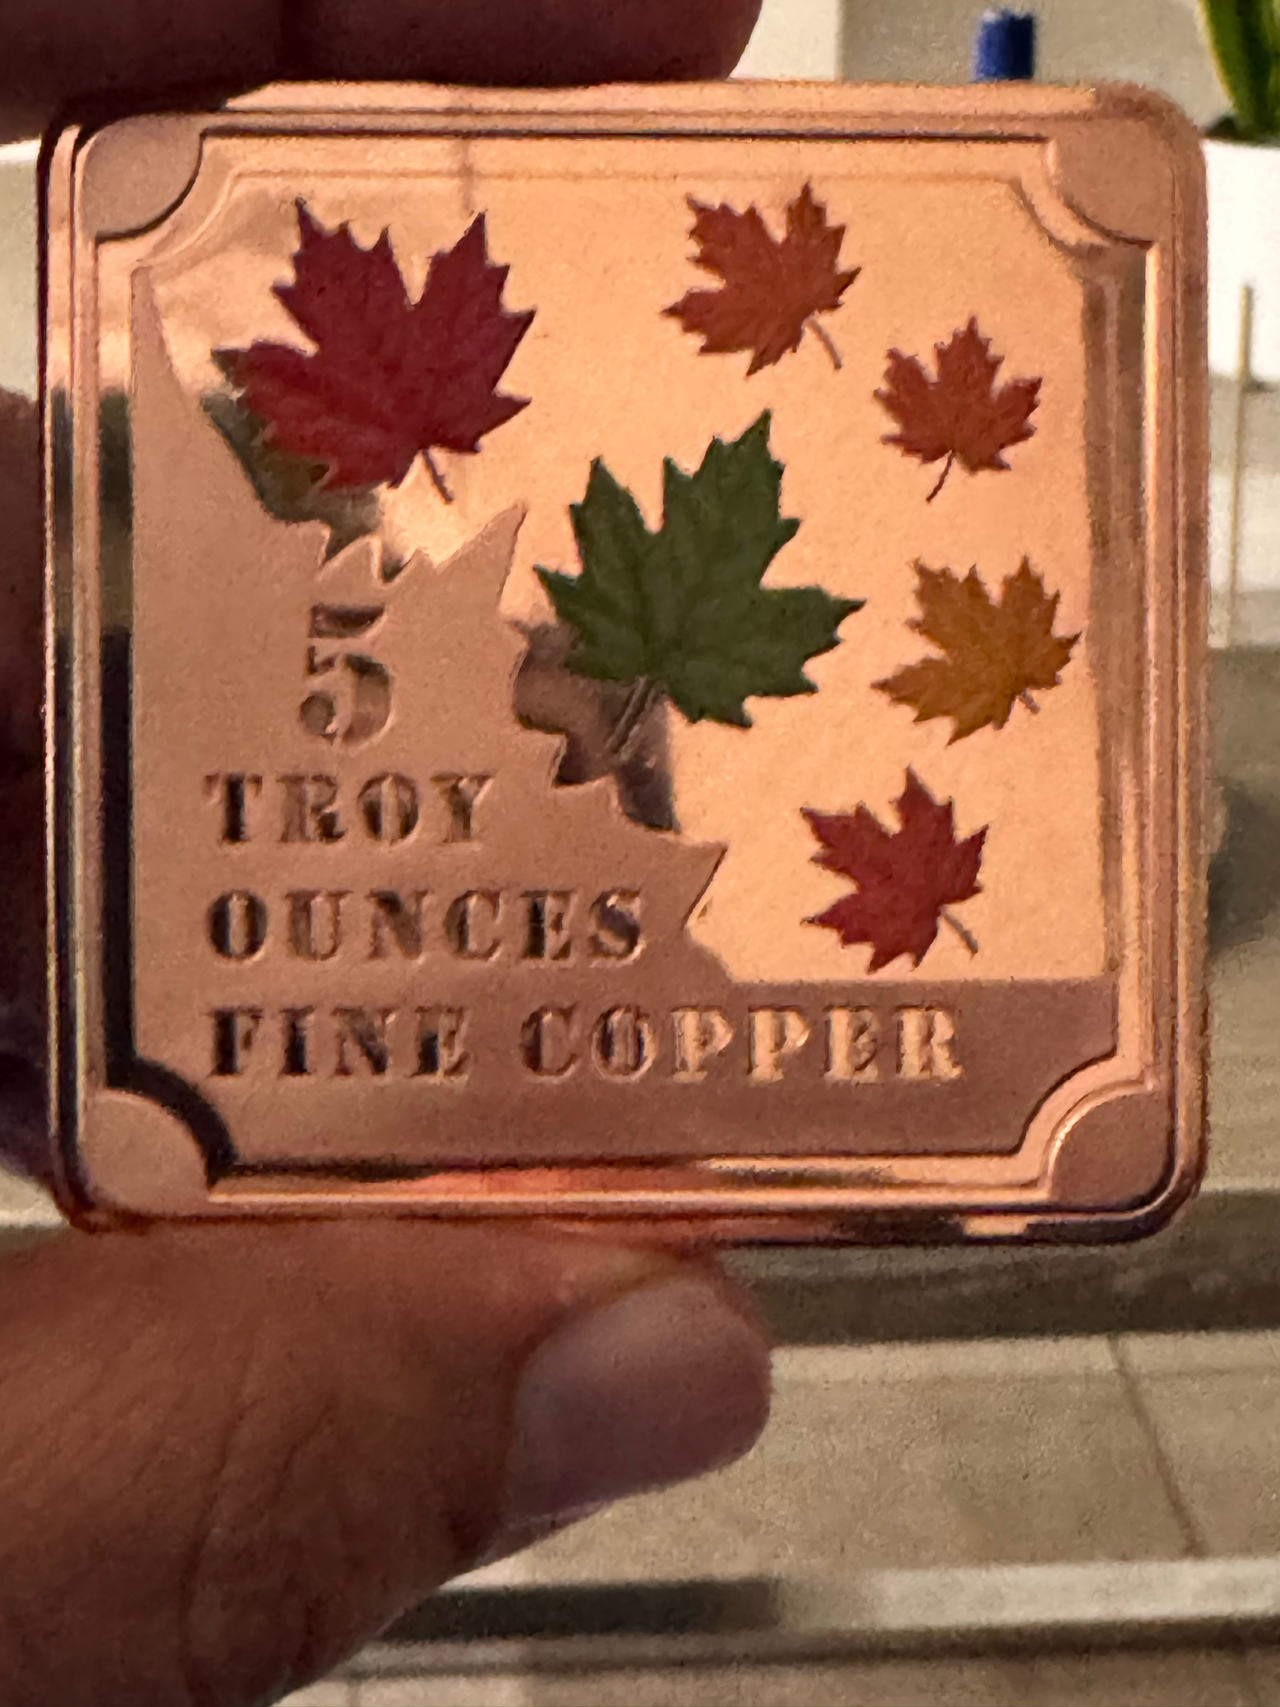 5
TROY
OUNCES
FINE COPPER